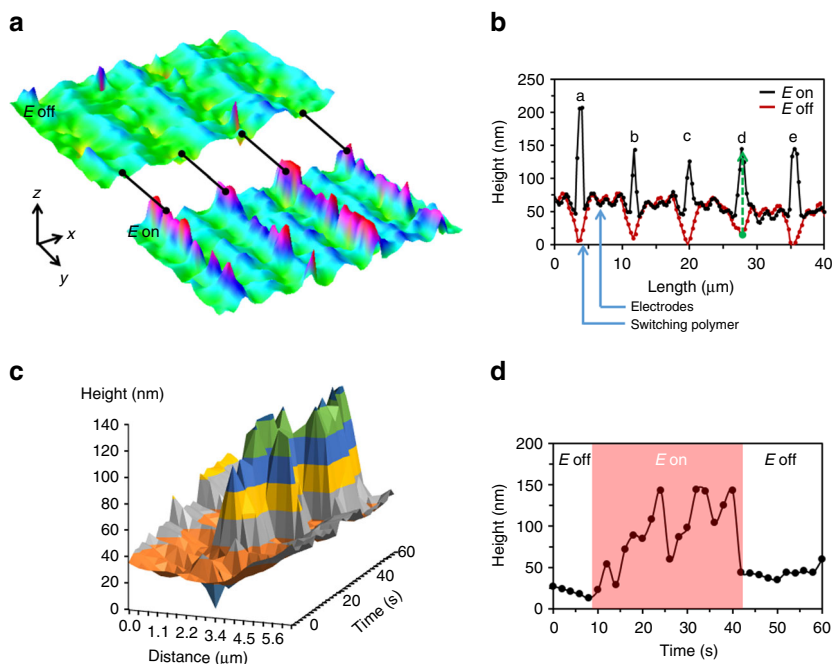 a
E off
E on
z
x
y
b
250
200
150
100
50
0
Height (nm)
E on
E off
a
b
c
d
e
0
10
20
30
40
Length (μm)
Electrodes
Switching polymer
c
Height (nm)
140
120
100
80
60
40
20
0
0.0
1.1
2.2
3.4
4.5
5.6
Distance (μm)
0
20
40
60
Time (s)
d
200
150
100
50
0
Height (nm)
E off
E on
E off
0
10
20
30
40
50
60
Time (s)